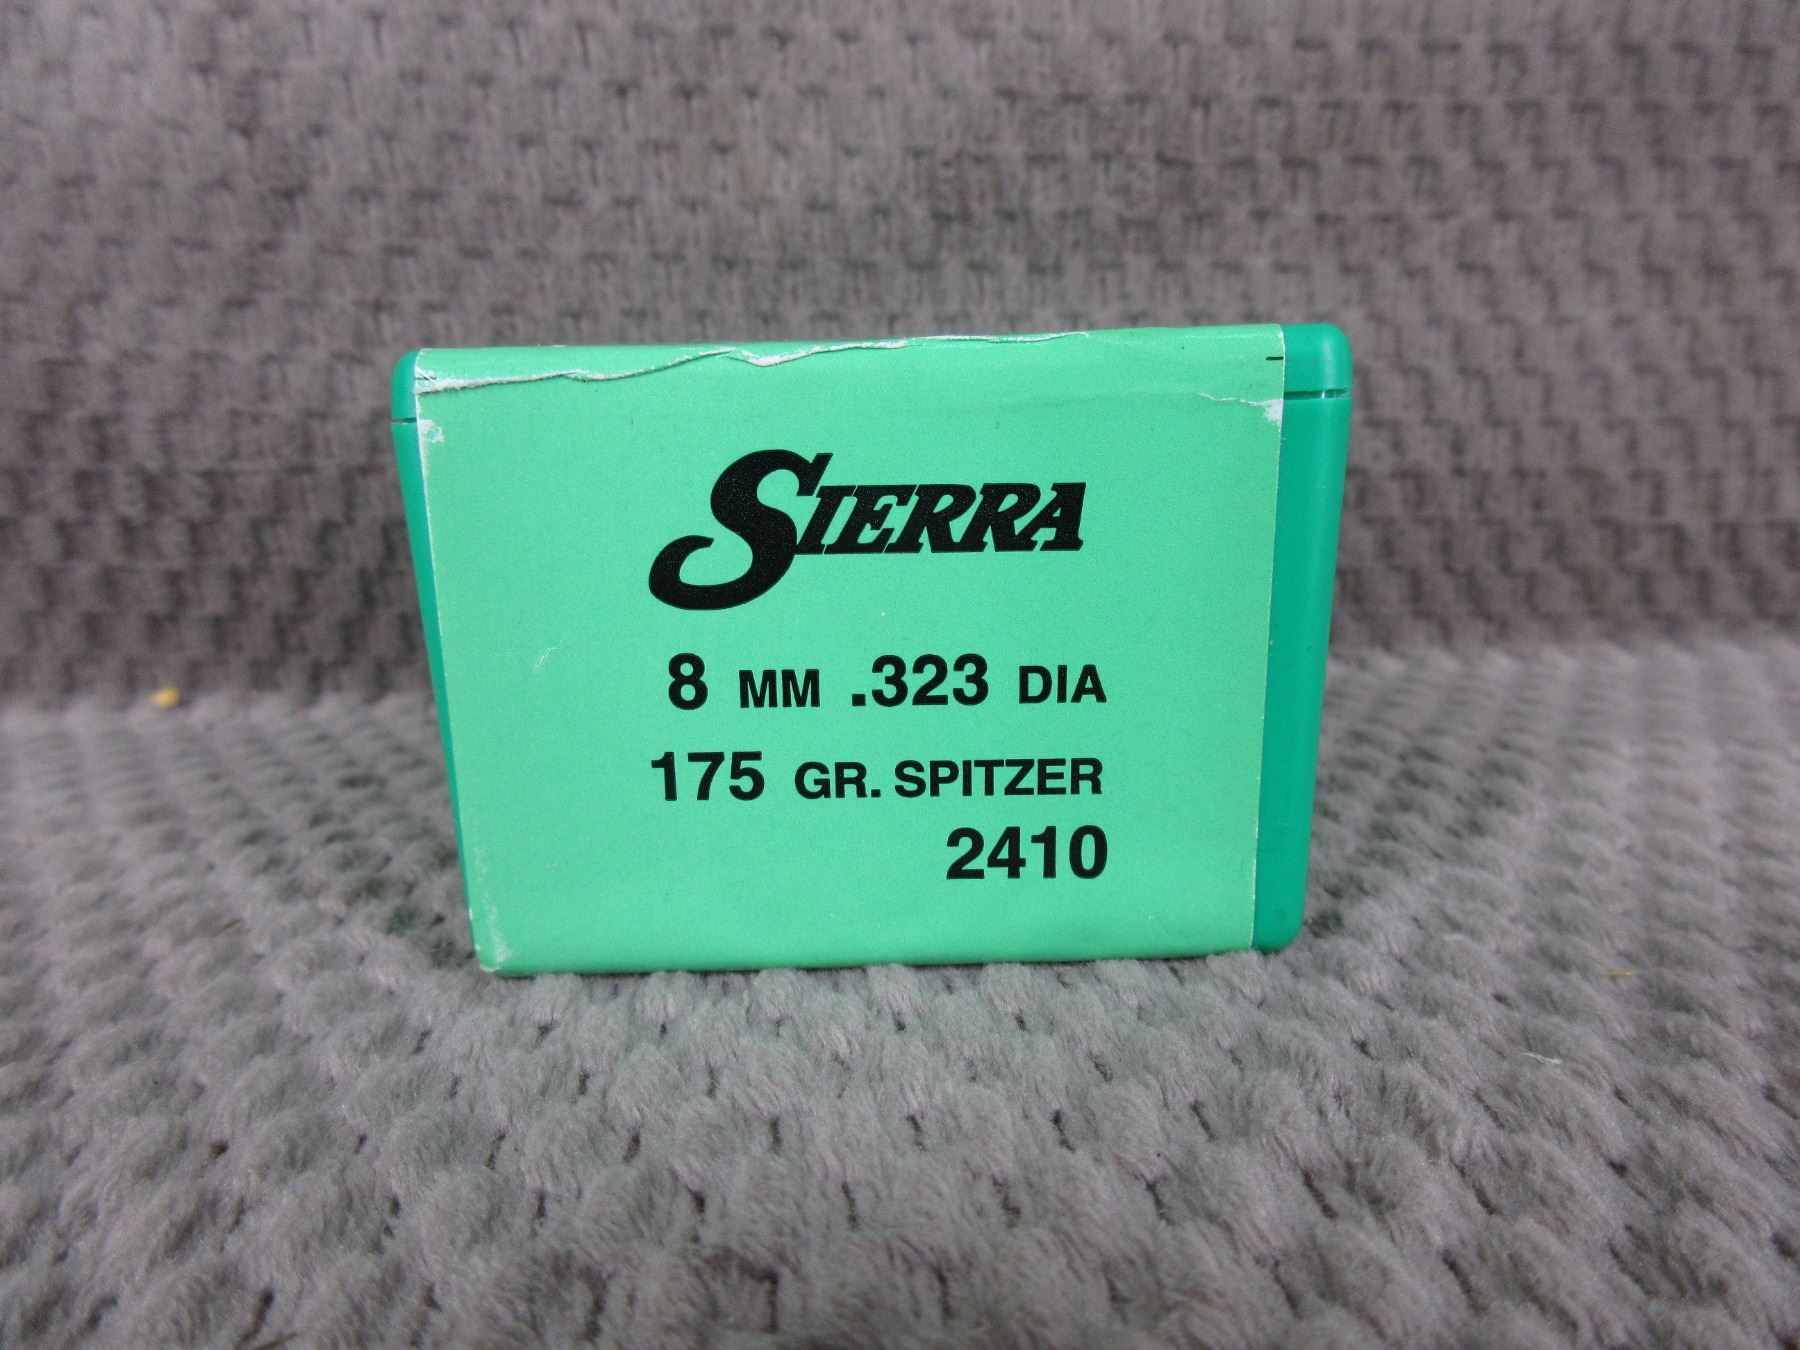 SIERRA
8 MM .323 DIA
175 GR. SPITZER
2410